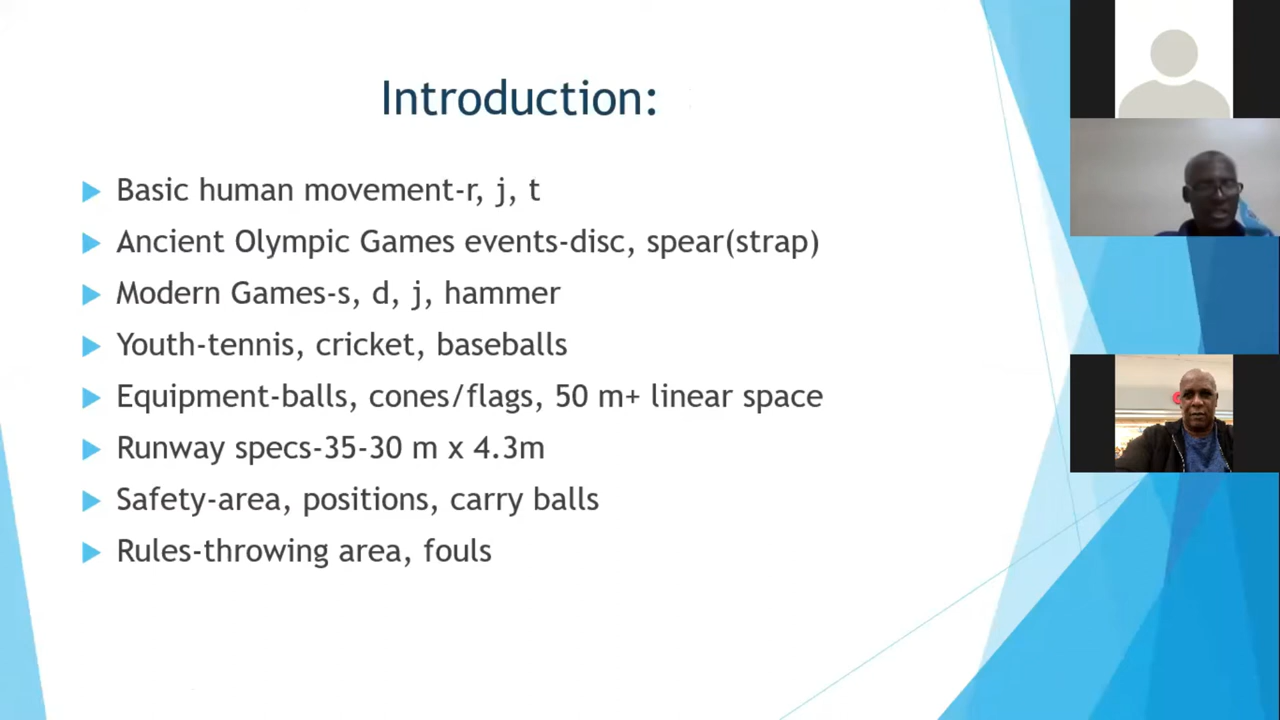 Introduction:
Basic human movement-r, j, t
Ancient Olympic Games events-disc, spear(strap)
Modern Games-s, d, j, hammer
Youth-tennis, cricket, baseballs
Equipment-balls, cones/flags, 50 m+ linear space
Runway specs-35-30 m x 4.3m
Safety-area, positions, carry balls
Rules-throwing area, fouls